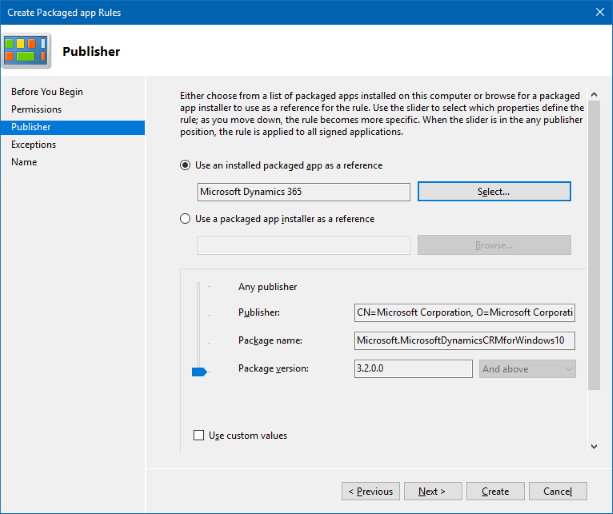 Create Packaged app Rules
Publisher
Before You Begin
Permissions
Publisher
Exceptions
Name
Either choose from a list of packaged apps installed on this computer or browse for a packaged
app installer to use as a reference for the rule. Use the slider to select which properties define the
rule; as you move down, the rule becomes more specific. When the slider is in the any publisher
position, the rule is applied to all signed applications.
Use an installed packaged app as a reference
Microsoft Dynamics 365
Select...
Use a packaged app installer as a reference
Browse...
Any publisher
Publisher:
CN=Microsoft Corporation, O=Microsoft Corporati
Package name:
Microsoft.MicrosoftDynamicsCRMforWindows10
Package version:
3.2.0.0
And above
Use custom values
< Previous
Next >
Create
Cancel